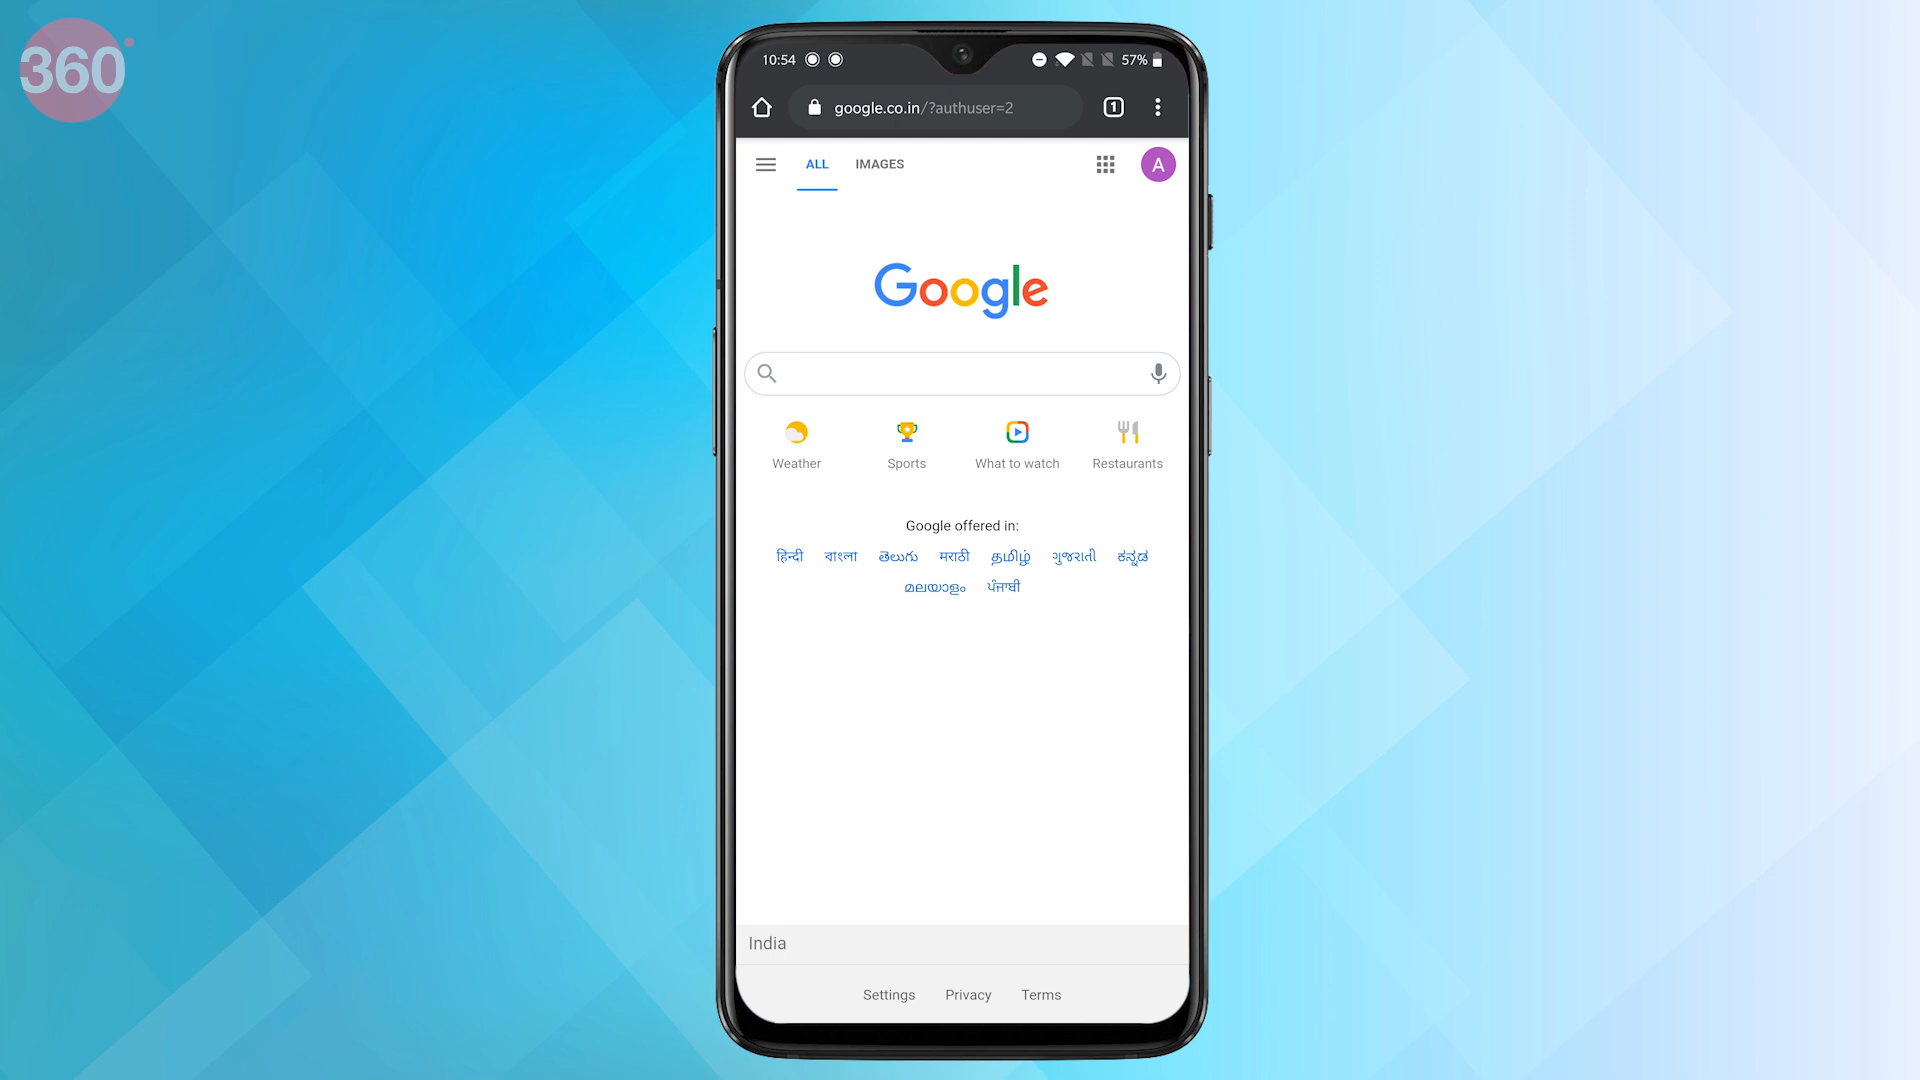 360
10:54 57%
google.co.in/?authuser=2 1
ALL IMAGES A
Google
Weather Sports What to watch Restaurants
Google offered in:
हिन्दी বাংলা తెలుగు मराठी தமிழ் ગુજરાતી ಕನ್ನಡ
മലയാളം ਪੰਜਾਬੀ
India
Settings Privacy Terms